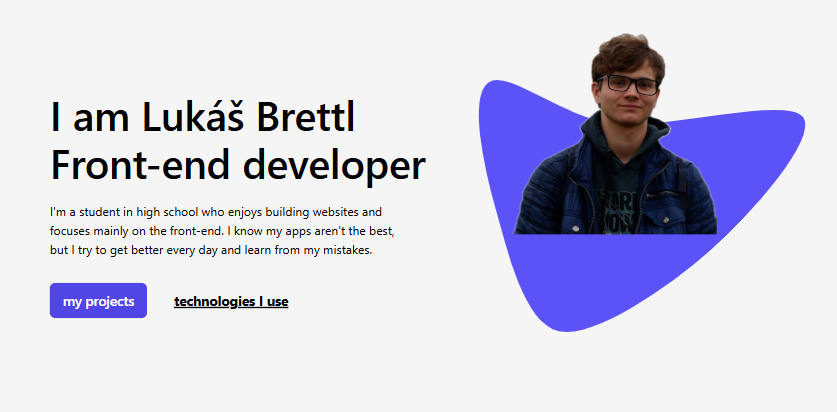 I am Lukáš Brettl
Front-end developer
I'm a student in high school who enjoys building websites and
focuses mainly on the front-end. I know my apps aren't the best,
but I try to get better every day and learn from my mistakes.
my projects
technologies I use